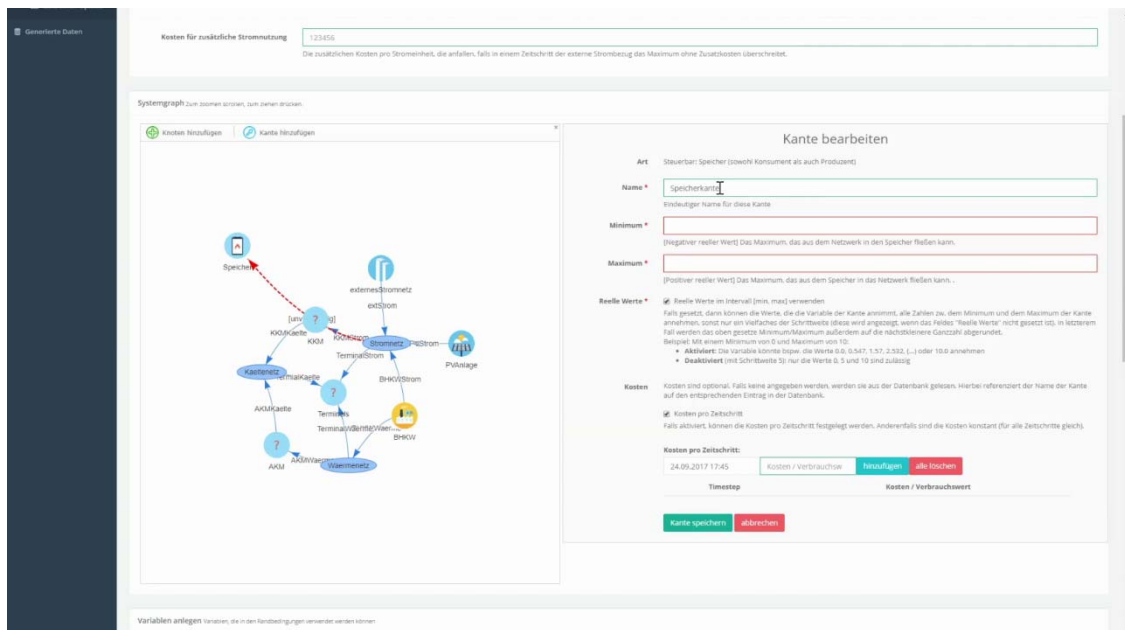 Generierte Daten
Kosten für zusätzliche Stromnutzung
123456
Die zusätzlichen Kosten pro Stromeinheit, die anfallen, falls in einem Zeitschritt der externe Strombezug das Maximum ohne Zusatzkosten überschreitet.
Systemgraph Zum zoomen scrollen, zum ziehen drücken.
Knoten hinzufügen
Kante hinzufügen
Speicher
externesStromnetz
extStrom
KKMKaelte
KKM
KKMStrom
Stromnetz
PVStrom
PVAnlage
TerminalStrom
Kaeltenetz
TerminalKaelte
BHKWStrom
AKMKaelte
Terminals
BHKW
AKM
AKMWaerme
Waermenetz
Kante bearbeiten
Art
Steuerbar: Speicher (sowohl Konsument als auch Produzent)
Name *
Speicherkante
Eindeutiger Name für diese Kante
Minimum *
[Negativer reeller Wert] Das Maximum, das aus dem Netzwerk in den Speicher fließen kann.
Maximum *
[Positiver reeller Wert] Das Maximum, das aus dem Speicher in das Netzwerk fließen kann. .
Reelle Werte *
Reelle Werte im Intervall [min, max] verwenden
Falls gesetzt, dann können die Werte, die die Variable der Kante annimmt, alle Zahlen zw. dem Minimum und dem Maximum der Kante
annehmen, sonst nur ein Vielfaches der Schrittweite (diese wird angezeigt, wenn das Feldes "Reelle Werte" nicht gesetzt ist). In letzterem
Fall werden das oben gesetze Minimum/Maximum außerdem auf die nächstkleinere Ganzzahl abgerundet.
Beispiel: Mit einem Minimum von 0 und Maximum von 10:
• Aktiviert: Die Variable könnte bspw. die Werte 0.0, 0.547, 1.57, 2.532, (...) oder 10.0 annehmen
• Deaktiviert (mit Schrittweite 5): nur die Werte 0, 5 und 10 sind zulässig
Kosten
Kosten sind optional. Falls keine angegeben werden, werden sie aus der Datenbank gelesen. Hierbei referenziert der Name der Kante
auf den entsprechenden Eintrag in der Datenbank.
Kosten pro Zeitschritt
Falls aktiviert, können die Kosten pro Zeitschritt festgelegt werden. Anderenfalls sind die Kosten konstant (für alle Zeitschritte gleich).
Kosten pro Zeitschritt:
24.09.2017 17:45
Kosten / Verbrauchsw
hinzufügen
alle löschen
Timestep
Kosten / Verbrauchswert
Kante speichern
abbrechen
Variablen anlegen Variablen, die in den Randbedingungen verwendet werden können